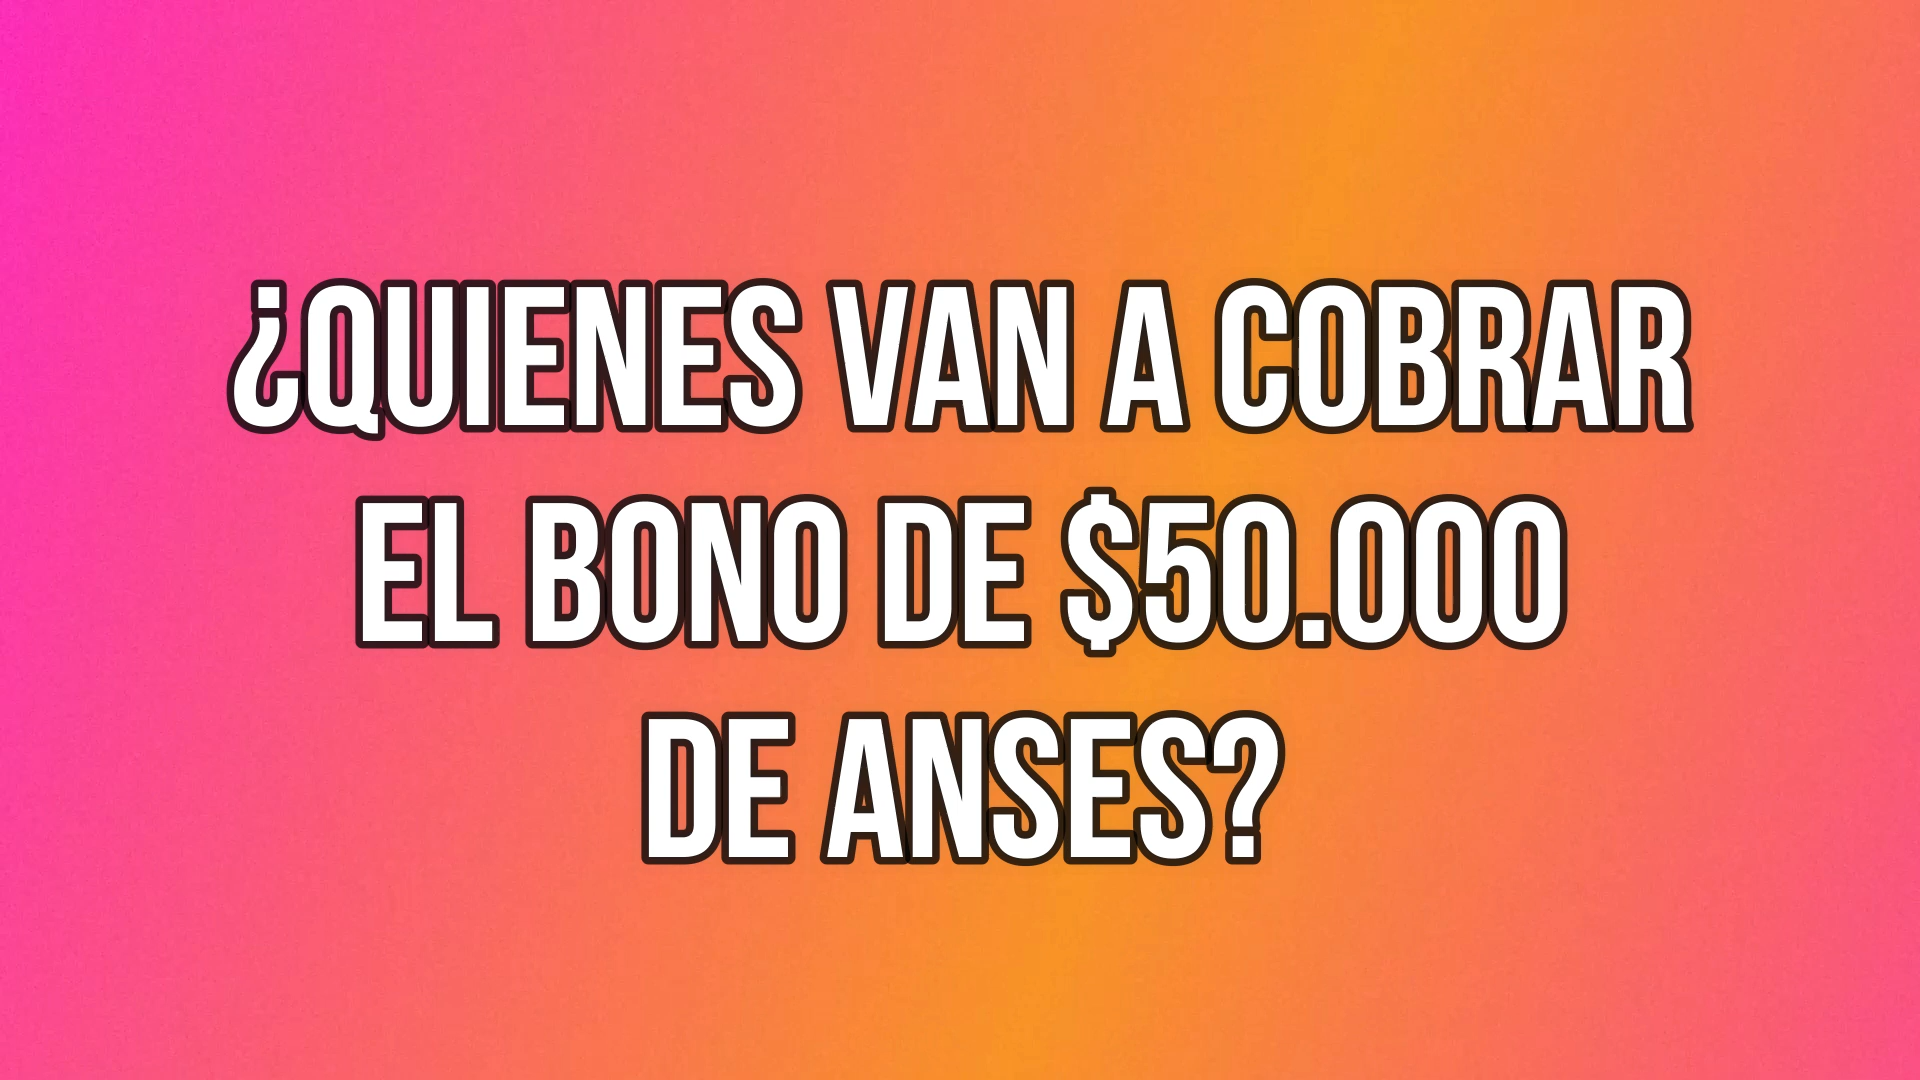 ¿QUIENES VAN A COBRAR
EL BONO DE $50.000
DE ANSES?